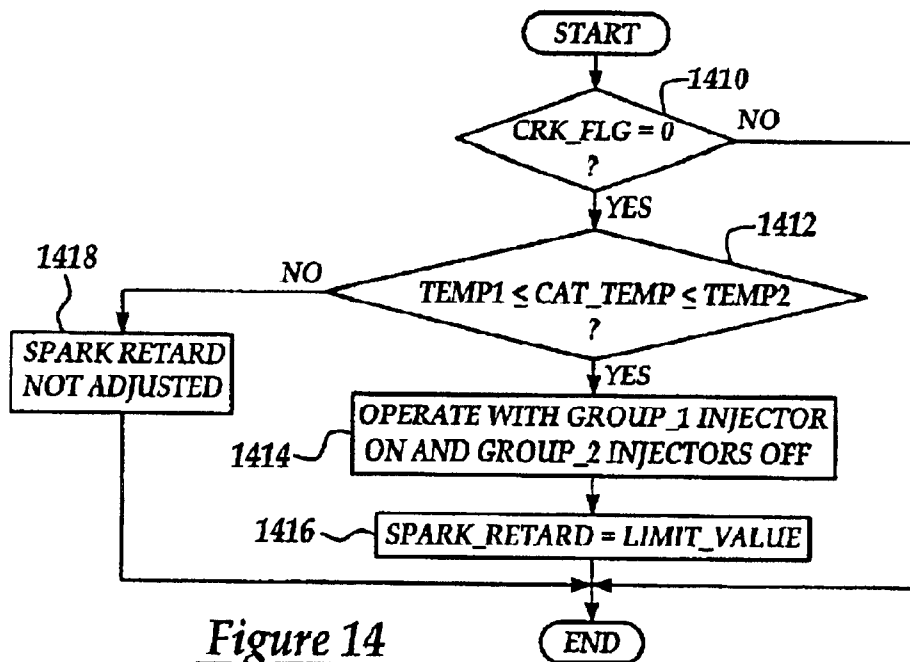 START
1410
CRK_FLG = 0
?
NO
YES
1412
TEMP1 ≤ CAT_TEMP ≤ TEMP2
?
NO
1418
SPARK RETARD
NOT ADJUSTED
YES
OPERATE WITH GROUP_1 INJECTOR
ON AND GROUP_2 INJECTORS OFF
1414
1416
SPARK_RETARD = LIMIT_VALUE
END
Figure 14